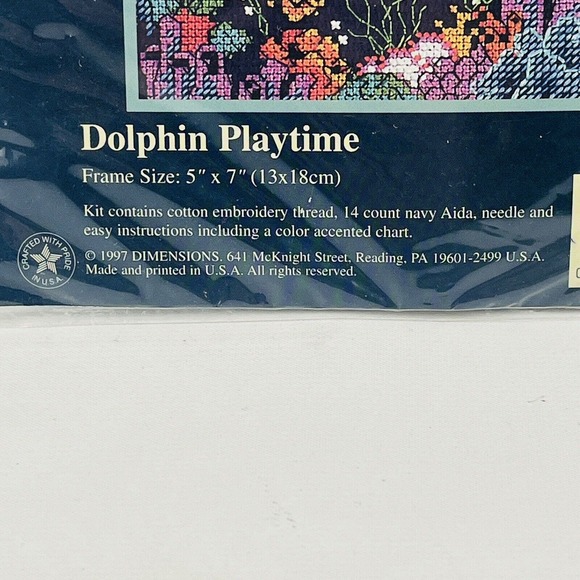 Dolphin Playtime
Frame Size: 5" x 7" (13x18cm)
Kit contains cotton embroidery thread, 14 count navy Aida, needle and
easy instructions including a color accented chart.
CRAFTED WITH PRIDE
IN U.S.A.
© 1997 DIMENSIONS. 641 McKnight Street, Reading, PA 19601-2499 U.S.A.
Made and printed in U.S.A. All rights reserved.